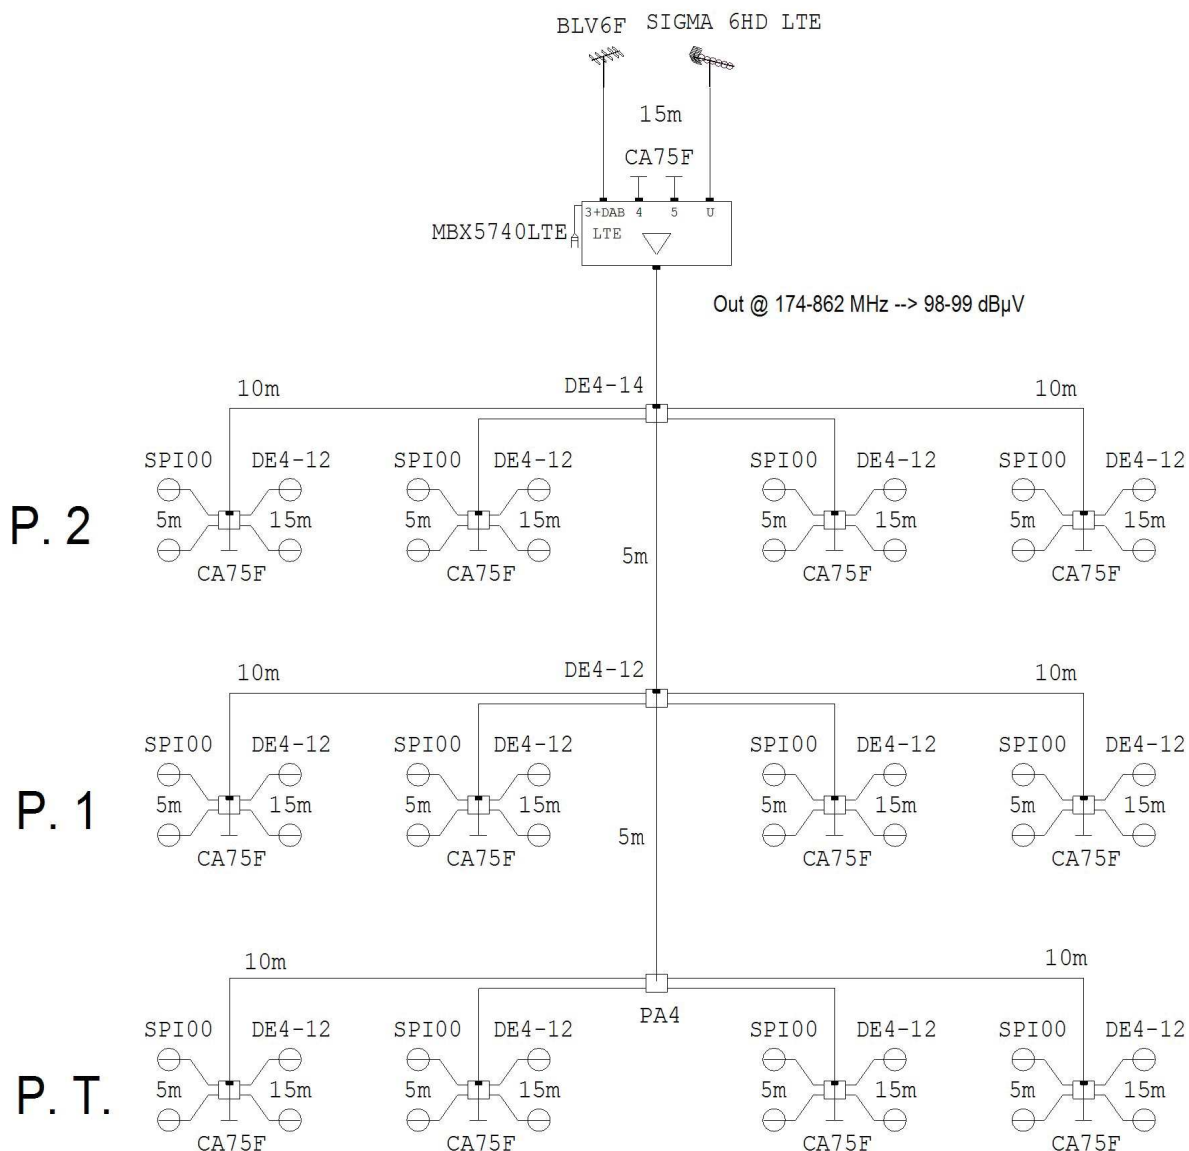 BLV6F SIGMA 6HD LTE
15m
CA75F
3+DAB 4 5 U
MBX5740LTE LTE
Out @ 174-862 MHz --> 98-99 dBµV
10m DE4-14 10m
SPI00 DE4-12 SPI00 DE4-12 SPI00 DE4-12 SPI00 DE4-12
P. 2 5m 15m 5m 15m 5m 15m 5m 15m
5m
CA75F CA75F CA75F CA75F
10m DE4-12 10m
SPI00 DE4-12 SPI00 DE4-12 SPI00 DE4-12 SPI00 DE4-12
P. 1 5m 15m 5m 15m 5m 15m 5m 15m
5m
CA75F CA75F CA75F CA75F
10m 10m
PA4
SPI00 DE4-12 SPI00 DE4-12 SPI00 DE4-12 SPI00 DE4-12
P. T. 5m 15m 5m 15m 5m 15m 5m 15m
CA75F CA75F CA75F CA75F